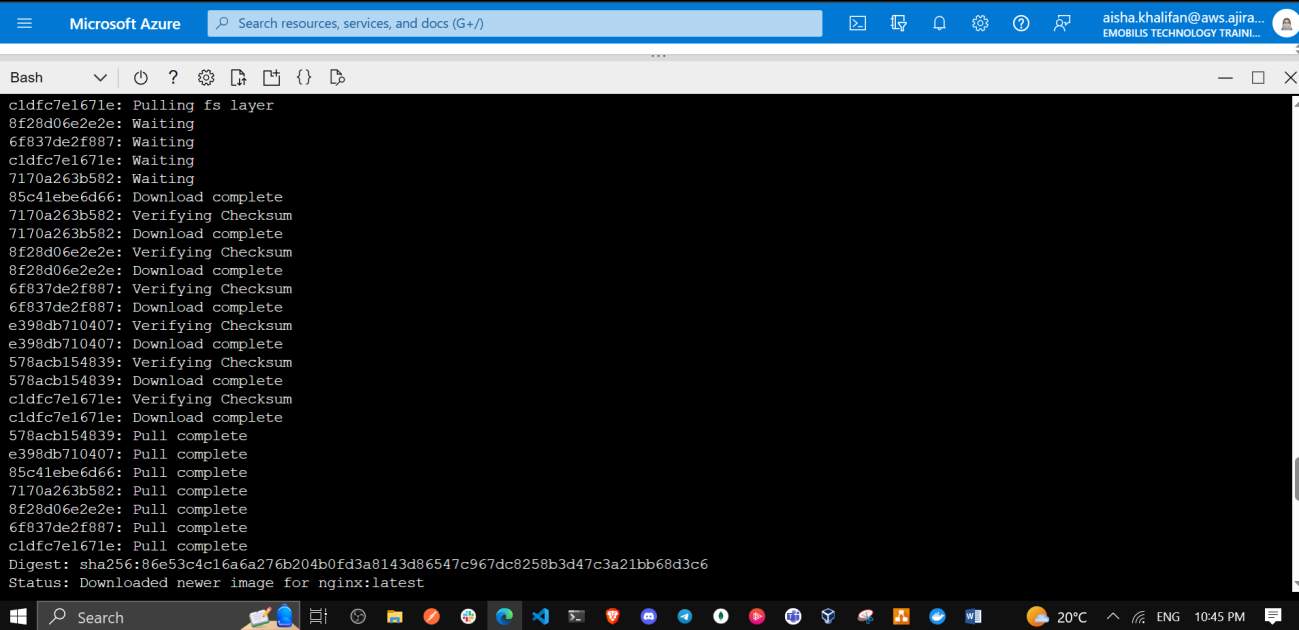 Microsoft Azure
Search resources, services, and docs (G+/)
aisha.khalifan@aws.ajira...
EMOBILIS TECHNOLOGY TRAINI...
Bash
c1dfc7e1671e: Pulling fs layer
8f28d06e2e2e: Waiting
6f837de2f887: Waiting
c1dfc7e1671e: Waiting
7170a263b582: Waiting
85c41ebe6d66: Download complete
7170a263b582: Verifying Checksum
7170a263b582: Download complete
8f28d06e2e2e: Verifying Checksum
8f28d06e2e2e: Download complete
6f837de2f887: Verifying Checksum
6f837de2f887: Download complete
e398db710407: Verifying Checksum
e398db710407: Download complete
578acb154839: Verifying Checksum
578acb154839: Download complete
c1dfc7e1671e: Verifying Checksum
c1dfc7e1671e: Download complete
578acb154839: Pull complete
e398db710407: Pull complete
85c41ebe6d66: Pull complete
7170a263b582: Pull complete
8f28d06e2e2e: Pull complete
6f837de2f887: Pull complete
c1dfc7e1671e: Pull complete
Digest: sha256:86e53c4c16a6a276b204b0fd3a8143d86547c967dc8258b3d47c3a21bb68d3c6
Status: Downloaded newer image for nginx:latest
Search
20°C
ENG
10:45 PM